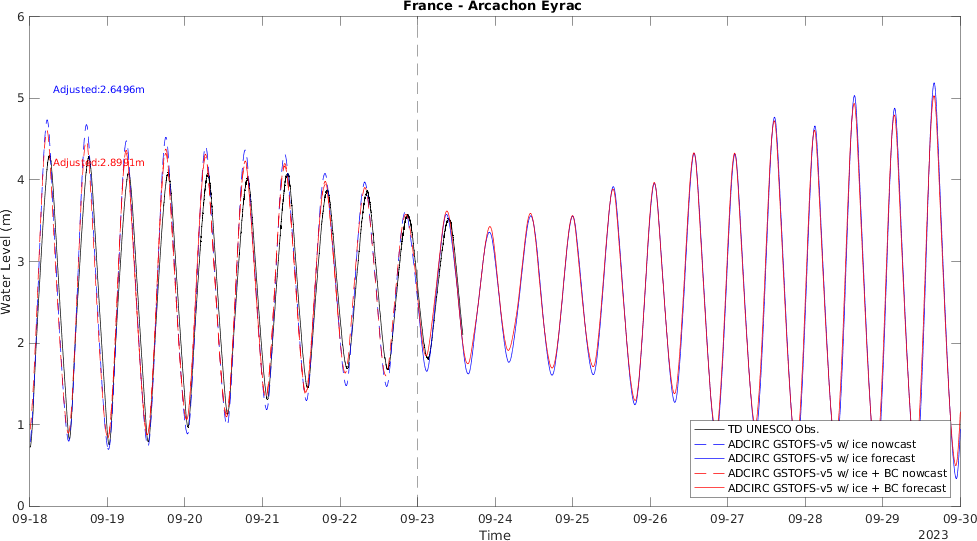 France - Arcachon Eyrac
Water Level (m)
6
5
4
3
2
1
0
Adjusted:2.6496m
Adjusted:2.8991m
TD UNESCO Obs.
ADCIRC GSTOFS-v5 w/ ice nowcast
ADCIRC GSTOFS-v5 w/ ice forecast
ADCIRC GSTOFS-v5 w/ ice + BC nowcast
ADCIRC GSTOFS-v5 w/ ice + BC forecast
09-18 09-19 09-20 09-21 09-22 09-23 09-24 09-25 09-26 09-27 09-28 09-29 09-30
Time
2023